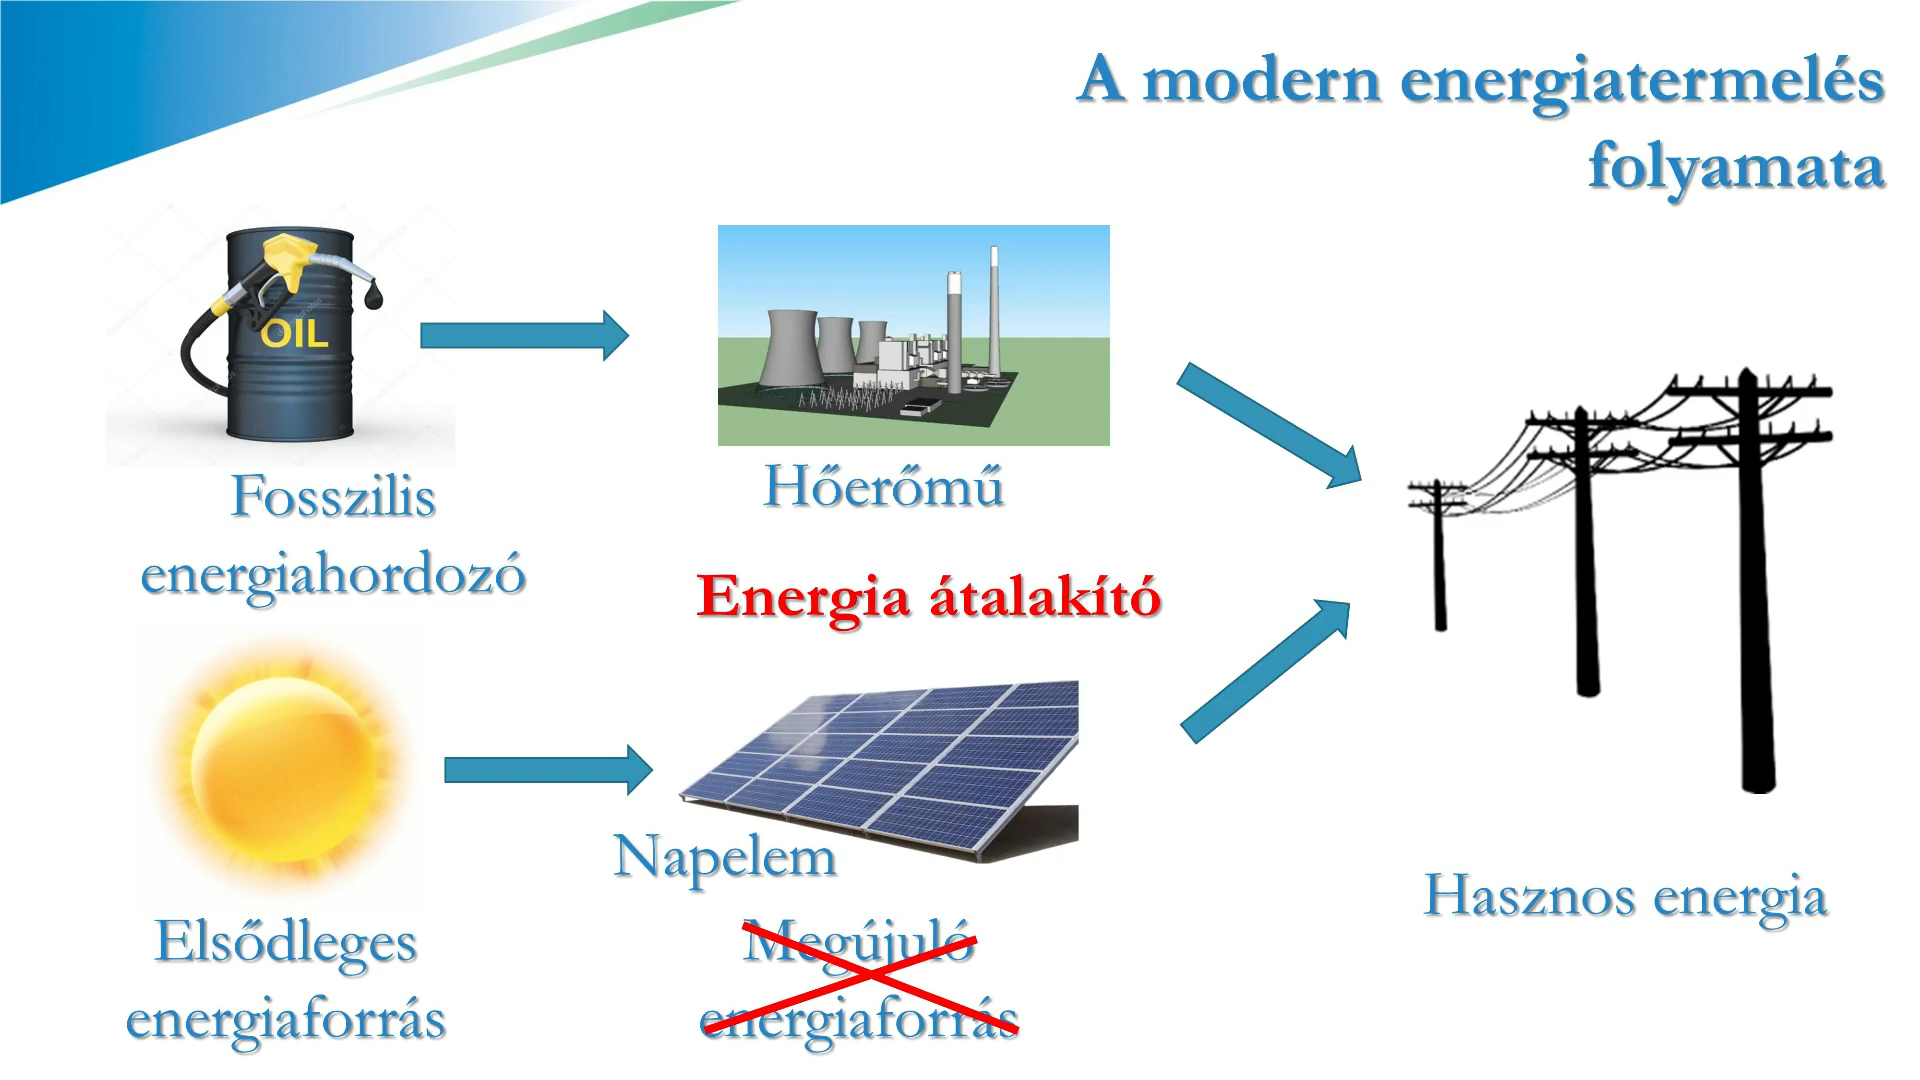 A modern energiatermelés
folyamata
OIL
Fosszilis
energiahordozó
Hőerőmű
Energia átalakító
Napelem
Elsődleges
energiaforrás
Megújuló
energiaforrás
Hasznos energia